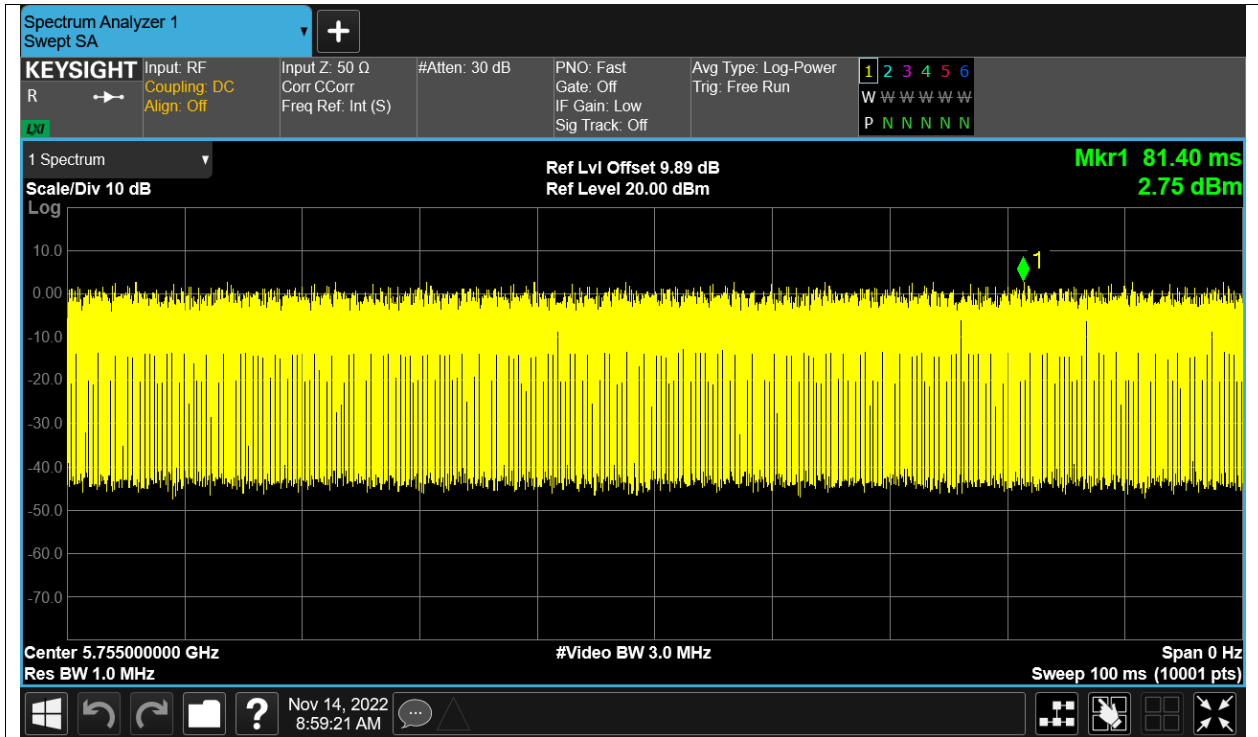 Spectrum Analyzer 1
Swept SA
KEYSIGHT
R
LXI
Input: RF
Coupling: DC
Align: Off
Input Z: 50 Ω
Corr CCorr
Freq Ref: Int (S)
#Atten: 30 dB
PNO: Fast
Gate: Off
IF Gain: Low
Sig Track: Off
Avg Type: Log-Power
Trig: Free Run
1 2 3 4 5 6
W W W W W W
P N N N N N
1 Spectrum
Scale/Div 10 dB
Log
Ref Lvl Offset 9.89 dB
Ref Level 20.00 dBm
Mkr1 81.40 ms
2.75 dBm
1
10.0
0.00
-10.0
-20.0
-30.0
-40.0
-50.0
-60.0
-70.0
Center 5.755000000 GHz
#Video BW 3.0 MHz
Span 0 Hz
Res BW 1.0 MHz
Sweep 100 ms (10001 pts)
?
Nov 14, 2022
8:59:21 AM